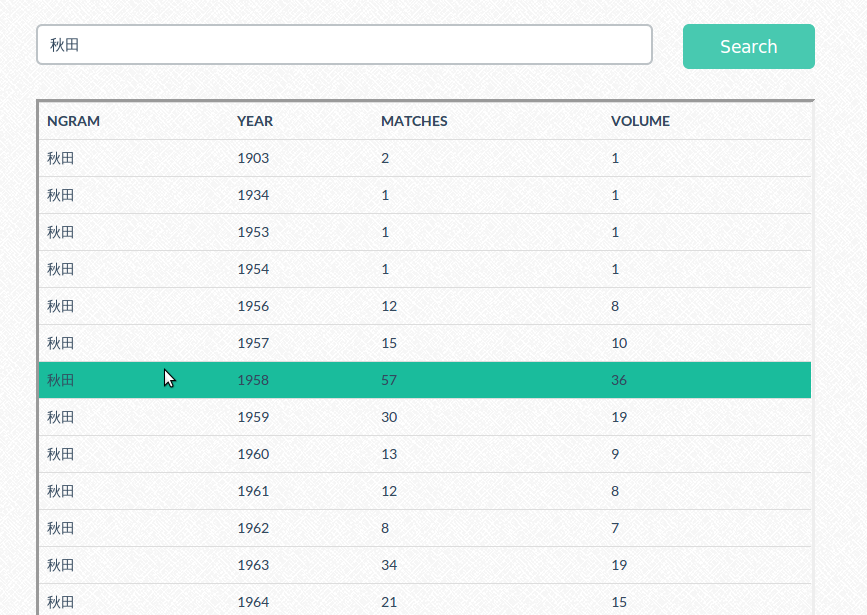 秋田
Search
NGRAM YEAR MATCHES VOLUME
秋田 1903 2 1
秋田 1934 1 1
秋田 1953 1 1
秋田 1954 1 1
秋田 1956 12 8
秋田 1957 15 10
秋田 1958 57 36
秋田 1959 30 19
秋田 1960 13 9
秋田 1961 12 8
秋田 1962 8 7
秋田 1963 34 19
秋田 1964 21 15